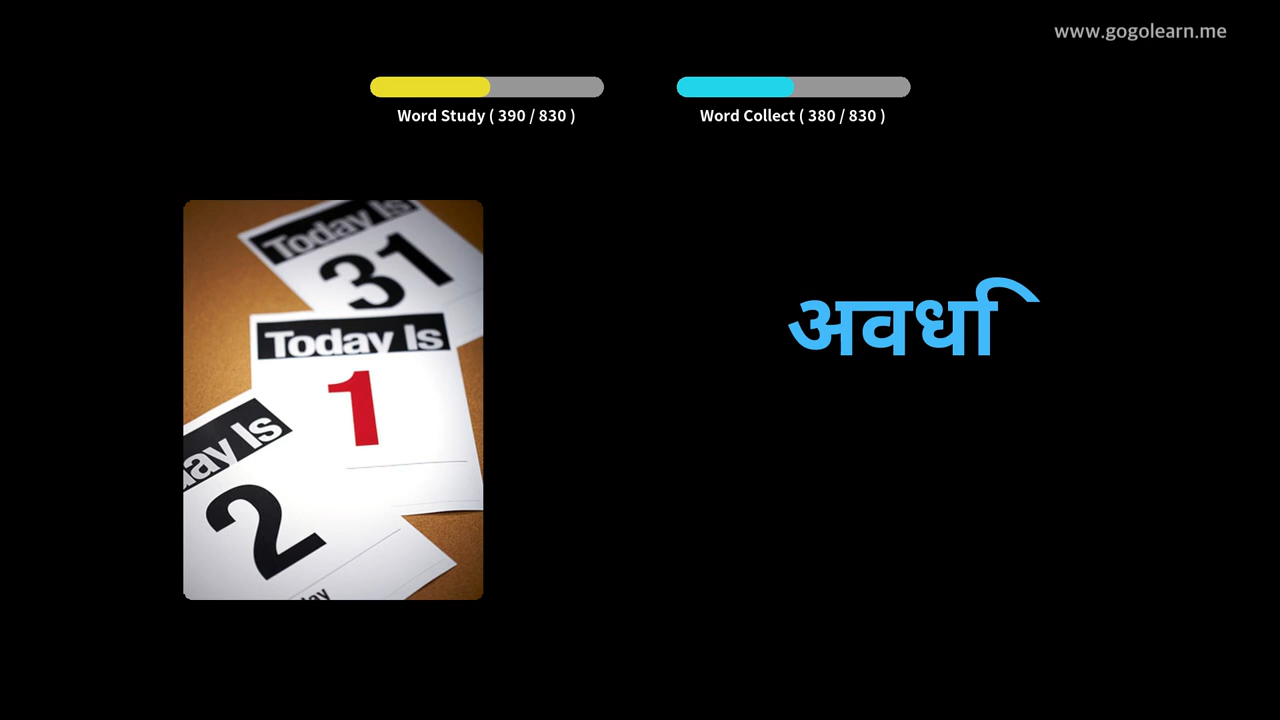 www.gogolearn.me
Word Study ( 390 / 830 )
Word Collect ( 380 / 830 )
अवधि
Today Is
31
Today Is
1
ay Is
2
ay